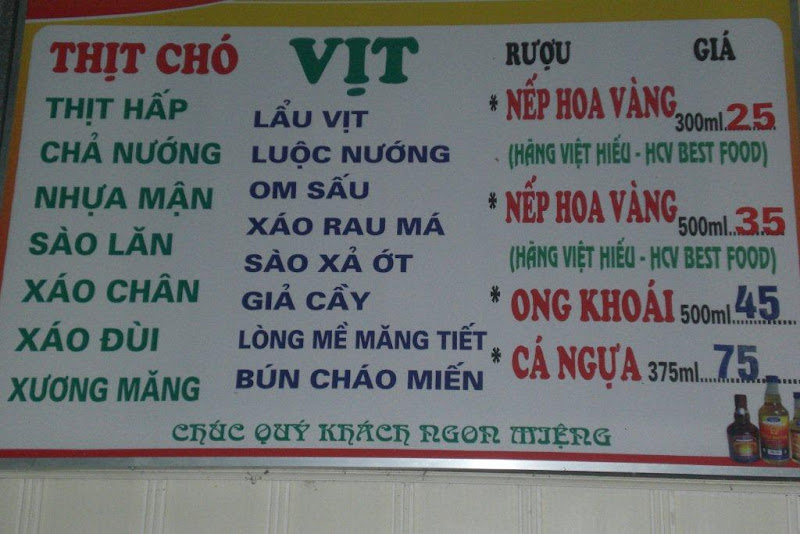 THỊT CHÓ
THỊT HẤP
CHẢ NƯỚNG
NHỰA MẬN
SÀO LĂN
XÁO CHÂN
XÁO ĐÙI
XƯƠNG MĂNG
VỊT
LẨU VỊT
LUỘC NƯỚNG
OM SẤU
XÁO RAU MÁ
SÀO XẢ ỚT
GIẢ CẦY
LÒNG MỀ MĂNG TIẾT
BÚN CHÁO MIẾN
RƯỢU GIÁ
* NẾP HOA VÀNG 300ml....25
(HÃNG VIỆT HIẾU - HCV BEST FOOD)
* NẾP HOA VÀNG 500ml....35
(HÃNG VIỆT HIẾU - HCV BEST FOOD)
* ONG KHOÁI 500ml....45
* CÁ NGỰA 375ml....75
CHÚC QUÝ KHÁCH NGON MIỆNG